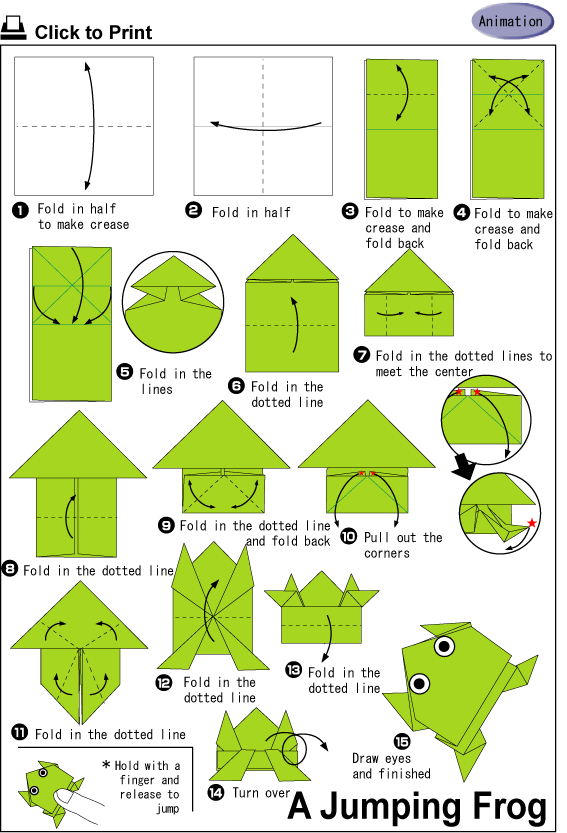 Click to Print
Animation
1 Fold in half
to make crease
2 Fold in half
3 Fold to make
crease and
fold back
4 Fold to make
crease and
fold back
5 Fold in the
lines
6 Fold in the
dotted line
7 Fold in the dotted lines to
meet the center
8 Fold in the dotted line
9 Fold in the dotted line
and fold back
10 Pull out the
corners
11 Fold in the dotted line
12 Fold in the
dotted line
13 Fold in the
dotted line
14 Turn over
15
Draw eyes
and finished
* Hold with a
finger and
release to
jump
A Jumping Frog